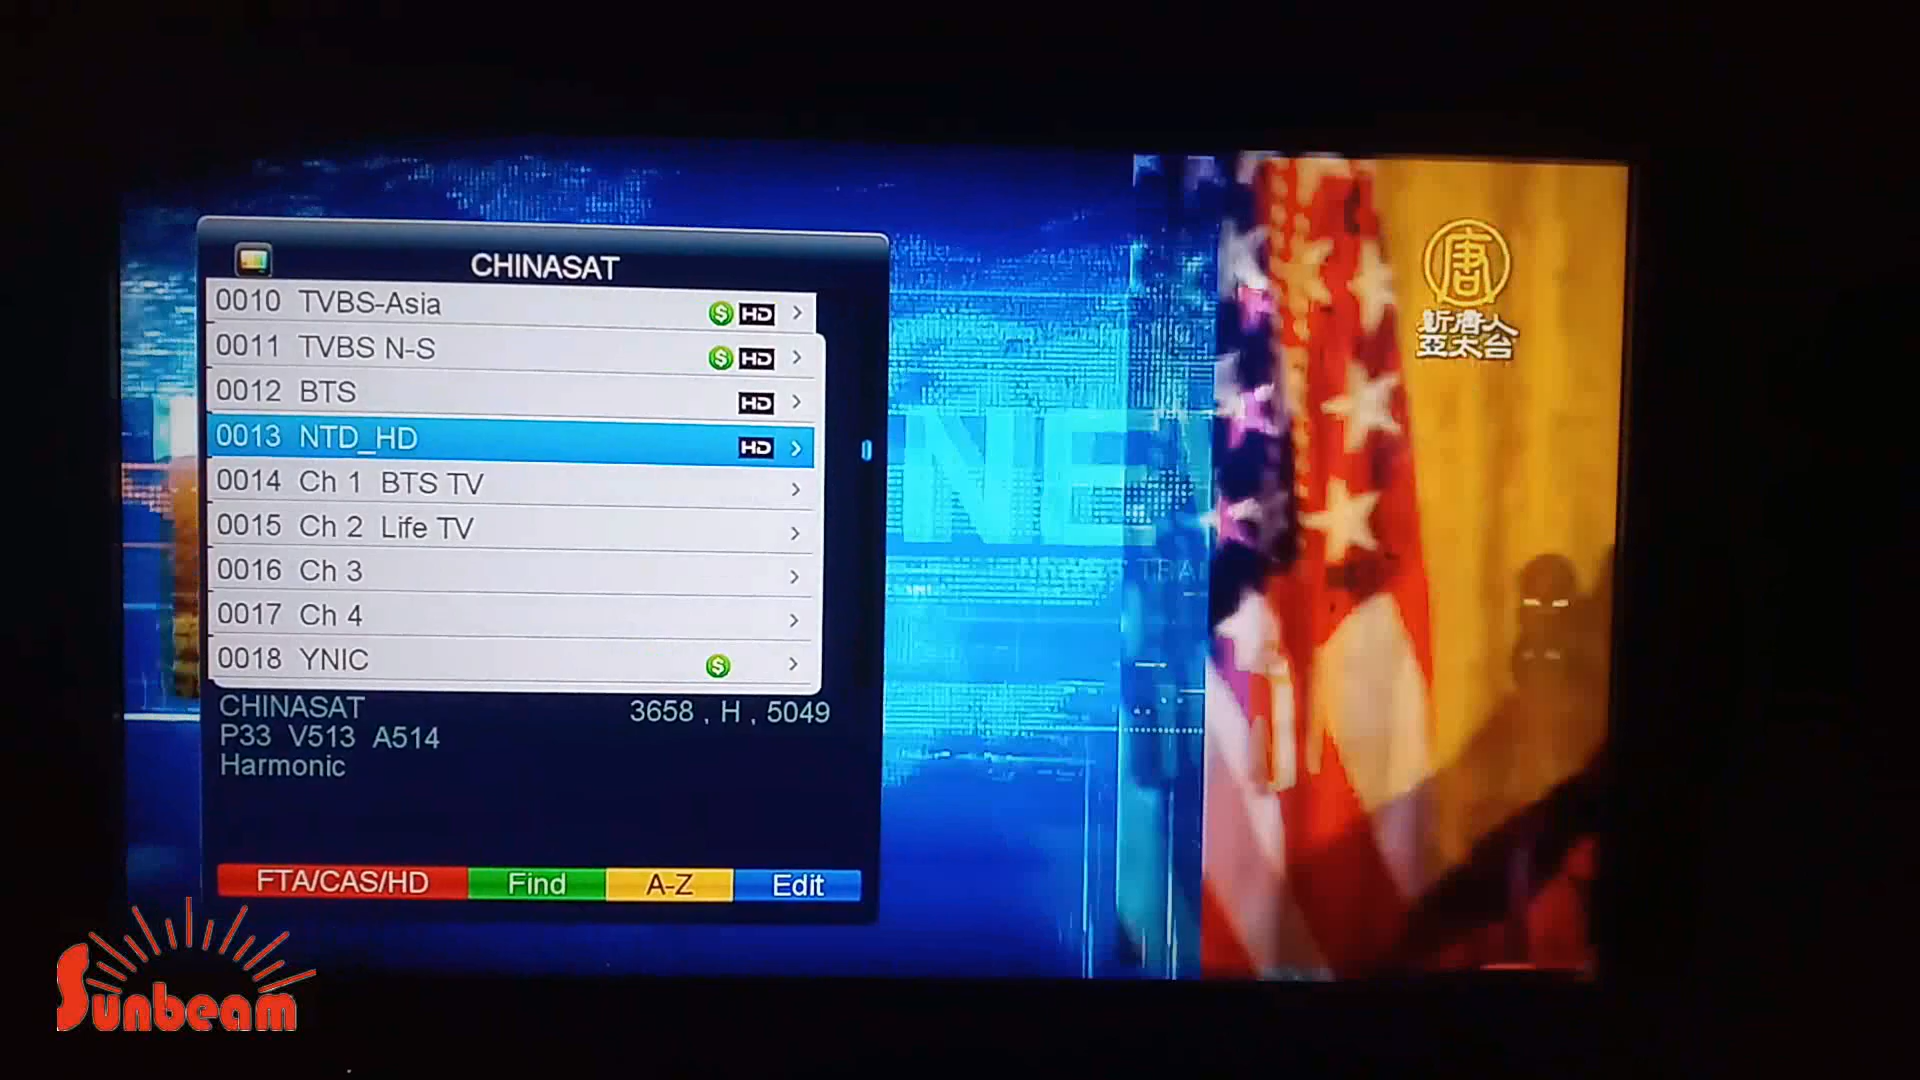 CHINASAT
0010 TVBS-Asia $ HD >
0011 TVBS N-S $ HD >
0012 BTS HD >
0013 NTD_HD HD >
0014 Ch 1 BTS TV >
0015 Ch 2 Life TV >
0016 Ch 3 >
0017 Ch 4 >
0018 YNIC $ >
CHINASAT 3658 , H , 5049
P33 V513 A514
Harmonic
FTA/CAS/HD Find A-Z Edit
NE
唐
新唐人
亞太台
Sunbeam